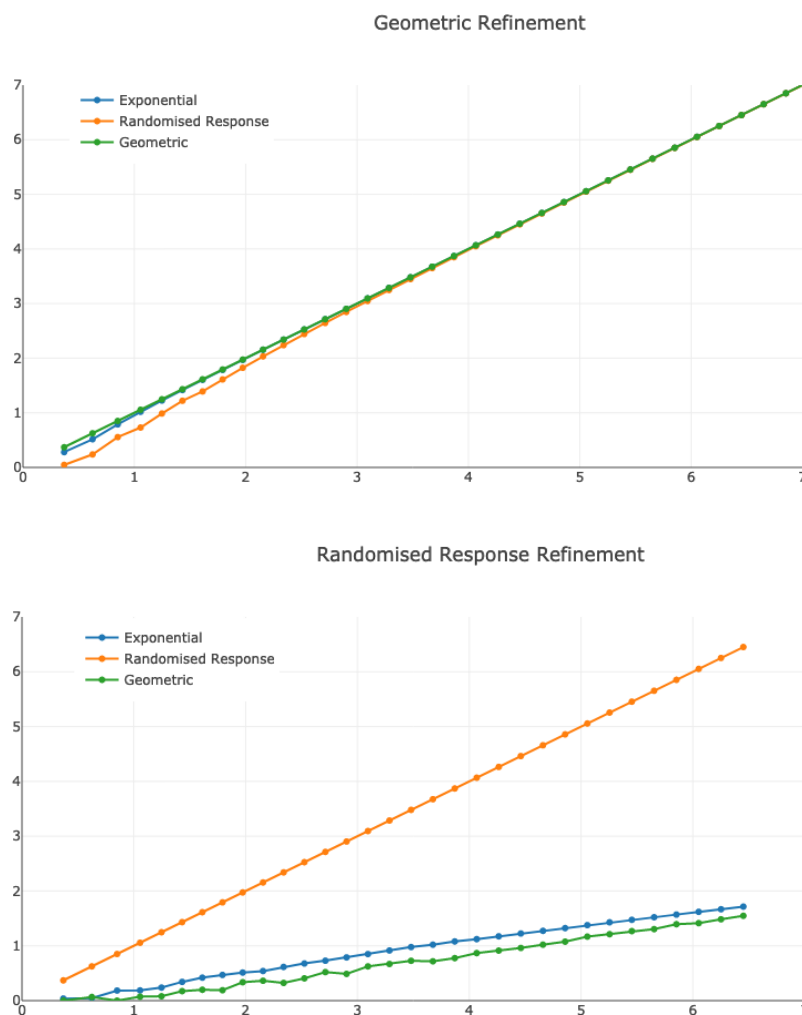 Geometric Refinement
7
Exponential
Randomised Response
6
Geometric
5
4
3
2
1
0
0 1 2 3 4 5 6 7
Randomised Response Refinement
7
Exponential
Randomised Response
6
Geometric
5
4
3
2
1
0
0 1 2 3 4 5 6 7